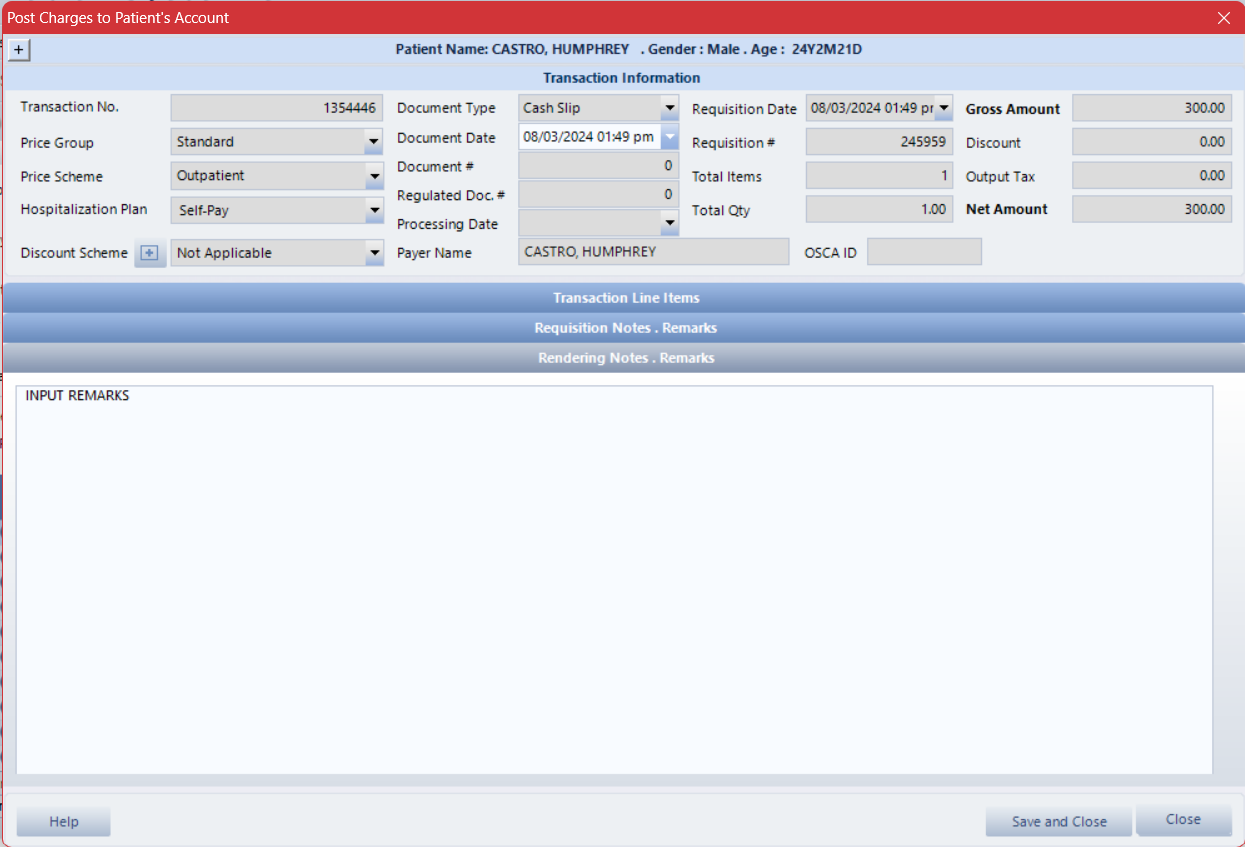 Post Charges to Patient's Account
+ Patient Name: CASTRO, HUMPHREY . Gender : Male . Age : 24Y2M21D
Transaction Information
Transaction No. 1354446
Price Group Standard
Price Scheme Outpatient
Hospitalization Plan Self-Pay
Discount Scheme + Not Applicable
Document Type Cash Slip
Document Date 08/03/2024 01:49 pm
Document # 0
Regulated Doc. # 0
Processing Date
Payer Name CASTRO, HUMPHREY
Requisition Date 08/03/2024 01:49 pr
Requisition # 245959
Total Items 1
Total Qty 1.00
OSCA ID
Gross Amount 300.00
Discount 0.00
Output Tax 0.00
Net Amount 300.00
Transaction Line Items
Requisition Notes . Remarks
Rendering Notes . Remarks
INPUT REMARKS
Help
Save and Close
Close